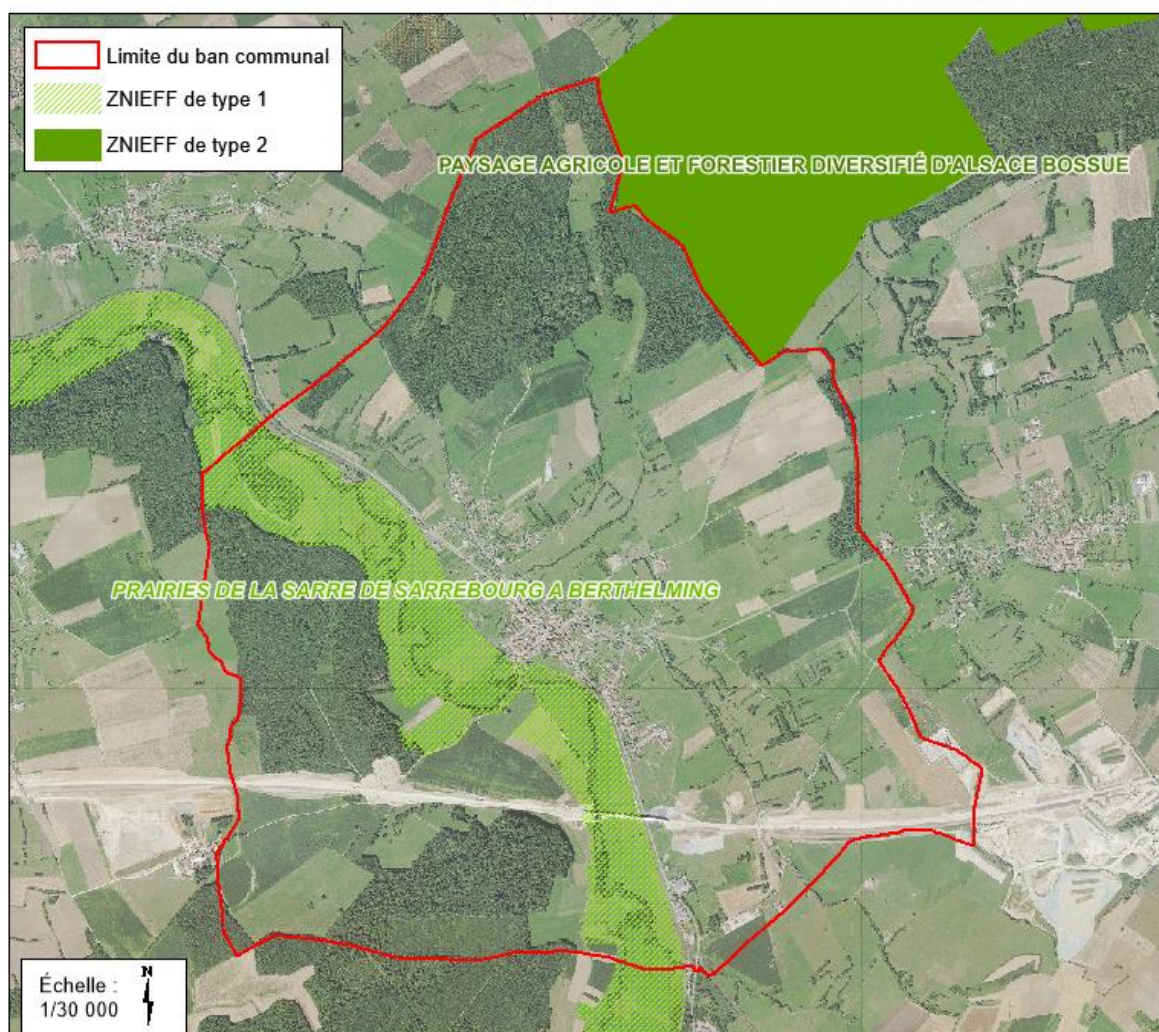 Limite du ban communal
ZNIEFF de type 1
ZNIEFF de type 2
PAYSAGE AGRICOLE ET FORESTIER DIVERSIFIÉ D'ALSACE BOSSUE
PRAIRIES DE LA SARRE DE SARREBOURG A BERTHELMING
Échelle :
1/30 000
N